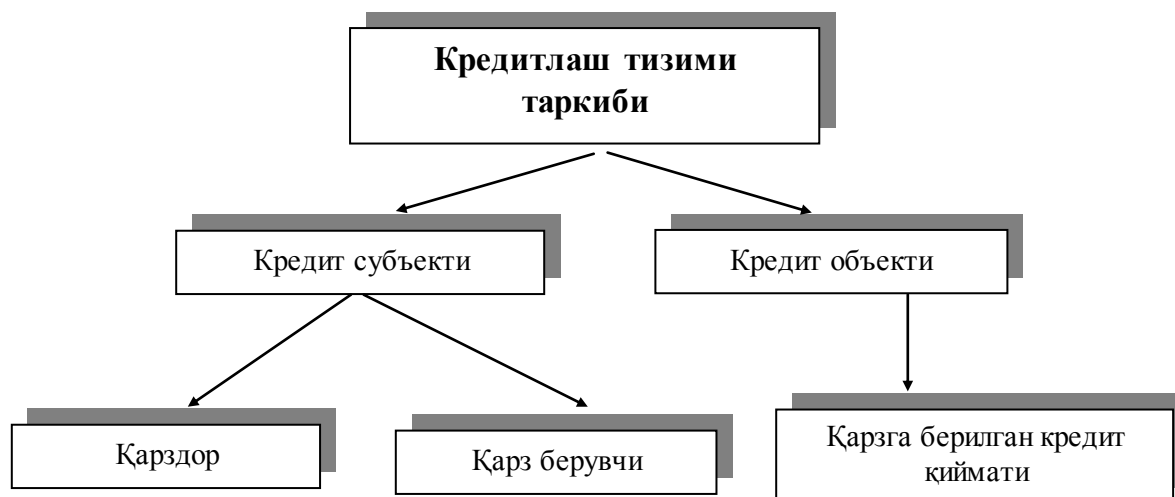 Кредитлаш тизими
таркиби
Кредит субъекти
Кредит объекти
Қарздор
Қарз берувчи
Қарзга берилган кредит
қиймати